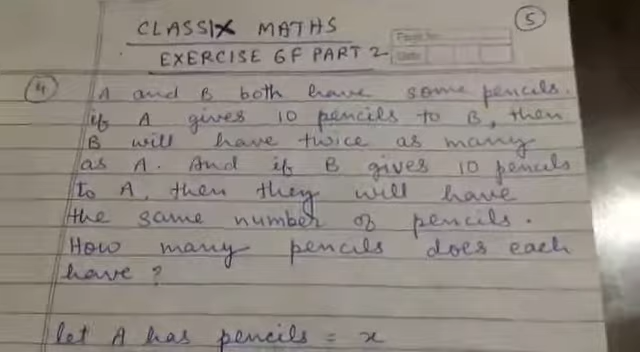 5
CLASS IX MATHS
EXERCISE 6F PART 2
Date
4 A and B both have some pencils.
if A gives 10 pencils to B, then
B will have twice as many
as A. And if B gives 10 pencils
to A, then they will have
the same number of pencils.
How many pencils does each
have?
let A has pencils = x